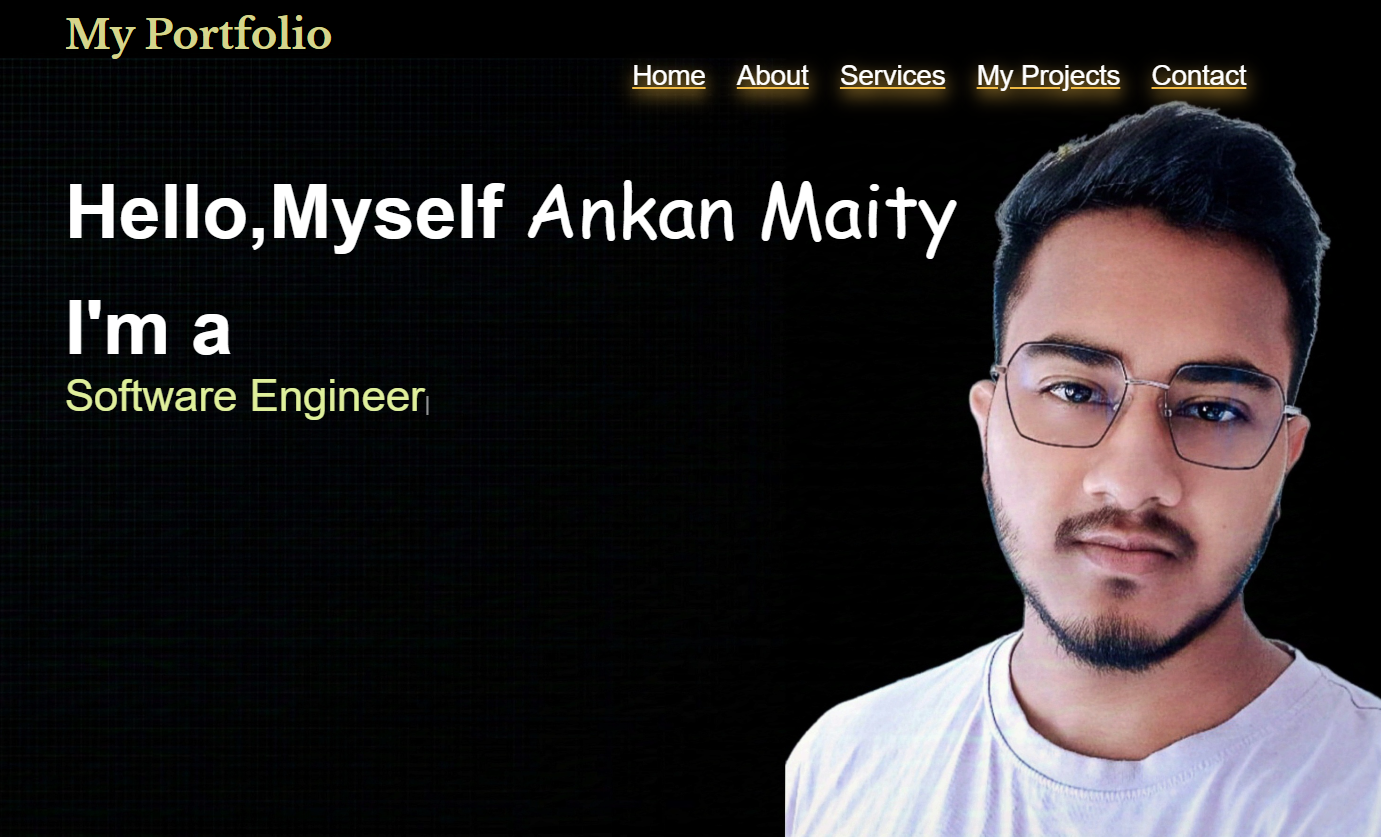 My Portfolio
Home About Services My Projects Contact
Hello,Myself Ankan Maity
I'm a
Software Engineer